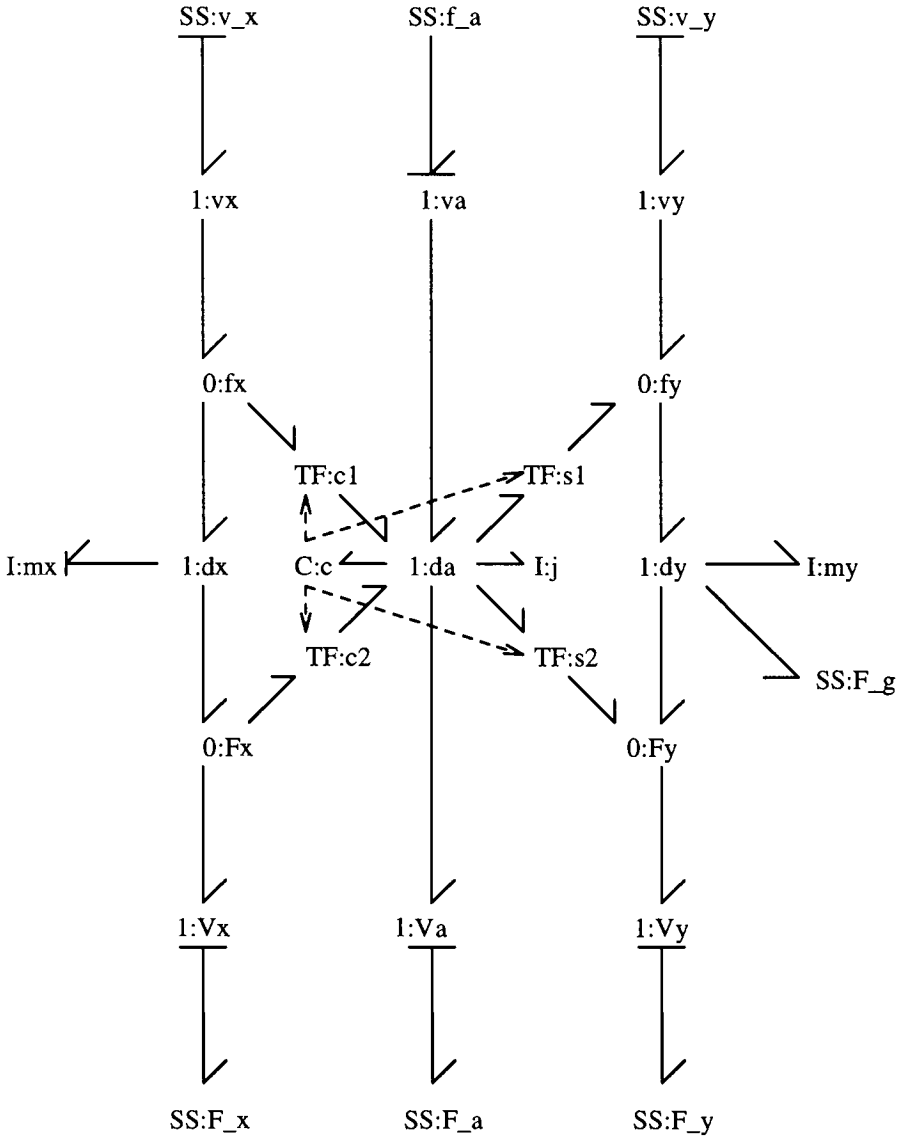 SS:v_x SS:f_a SS:v_y
1:vx 1:va 1:vy
0:fx 0:fy
TF:c1 TF:s1
I:mx 1:dx C:c 1:da I:j 1:dy I:my
TF:c2 TF:s2
SS:F_g
0:Fx 0:Fy
1:Vx 1:Va 1:Vy
SS:F_x SS:F_a SS:F_y